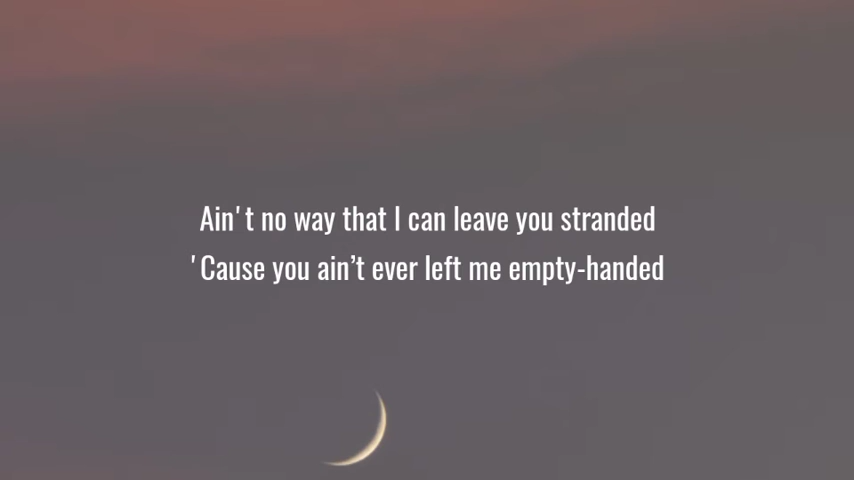 Ain't no way that I can leave you stranded
'Cause you ain’t ever left me empty-handed